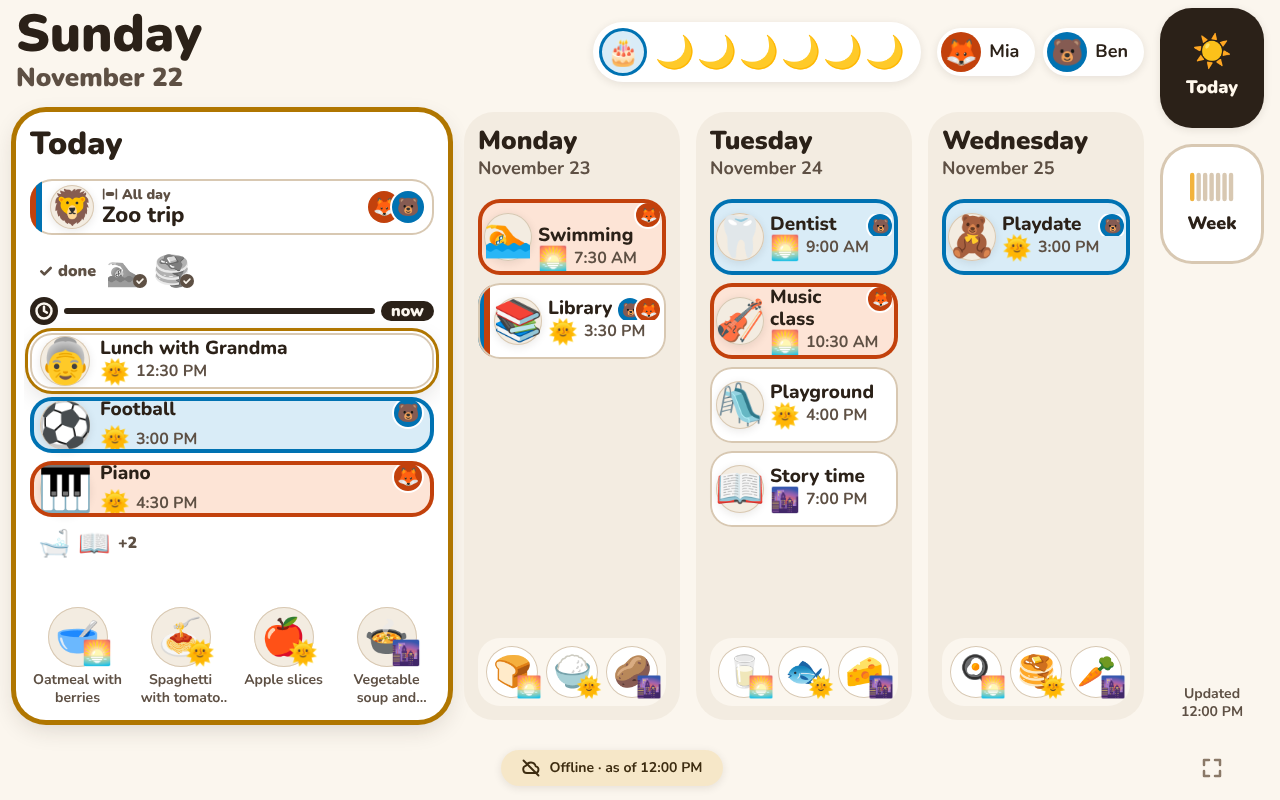 Sunday
November 22
Mia
Ben
Today
Week
Today
All day
Zoo trip
done
now
Lunch with Grandma
12:30 PM
Football
3:00 PM
Piano
4:30 PM
+2
Oatmeal with
berries
Spaghetti
with tomato..
Apple slices
Vegetable
soup and...
Monday
November 23
Swimming
7:30 AM
Library
3:30 PM
Tuesday
November 24
Dentist
9:00 AM
Music
class
10:30 AM
Playground
4:00 PM
Story time
7:00 PM
Wednesday
November 25
Playdate
3:00 PM
Updated
12:00 PM
Offline · as of 12:00 PM